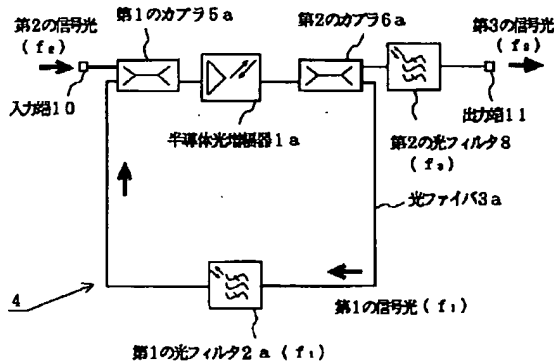 第1のカプラ5a
第2のカプラ6a
第2の信号光
(f₂)
第3の信号光
(f₃)
入力端10
半導体光増幅器1a
第2の光フィルタ8
(f₃)
出力端11
光ファイバ3a
4
第1の信号光(f₁)
第1の光フィルタ2a(f₁)